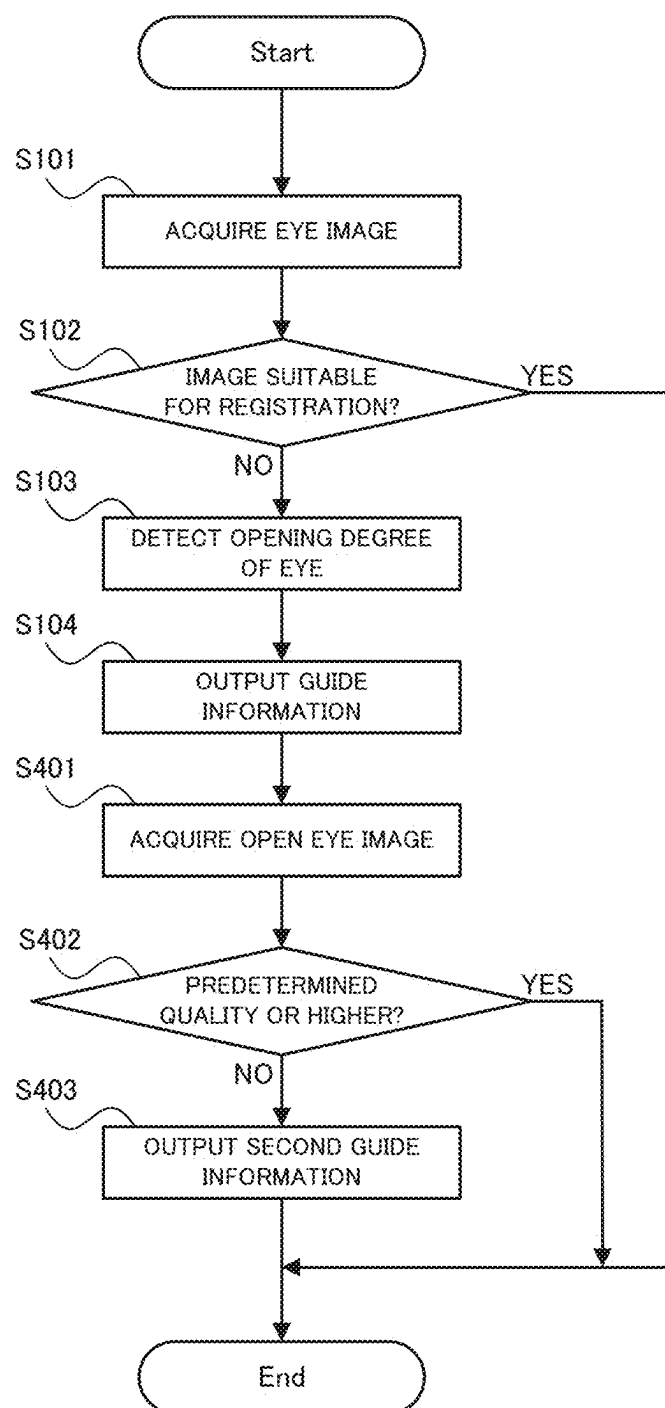 Start
S101
ACQUIRE EYE IMAGE
S102
IMAGE SUITABLE
FOR REGISTRATION?
YES
NO
S103
DETECT OPENING DEGREE
OF EYE
S104
OUTPUT GUIDE
INFORMATION
S401
ACQUIRE OPEN EYE IMAGE
S402
PREDETERMINED
QUALITY OR HIGHER?
YES
NO
S403
OUTPUT SECOND GUIDE
INFORMATION
End